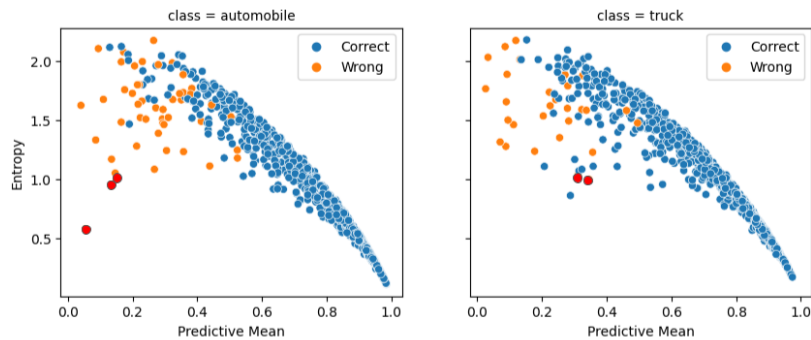 class = automobile
class = truck
Correct
Wrong
Correct
Wrong
Entropy
2.0
1.5
1.0
0.5
0.0 0.2 0.4 0.6 0.8 1.0
0.0 0.2 0.4 0.6 0.8 1.0
Predictive Mean
Predictive Mean